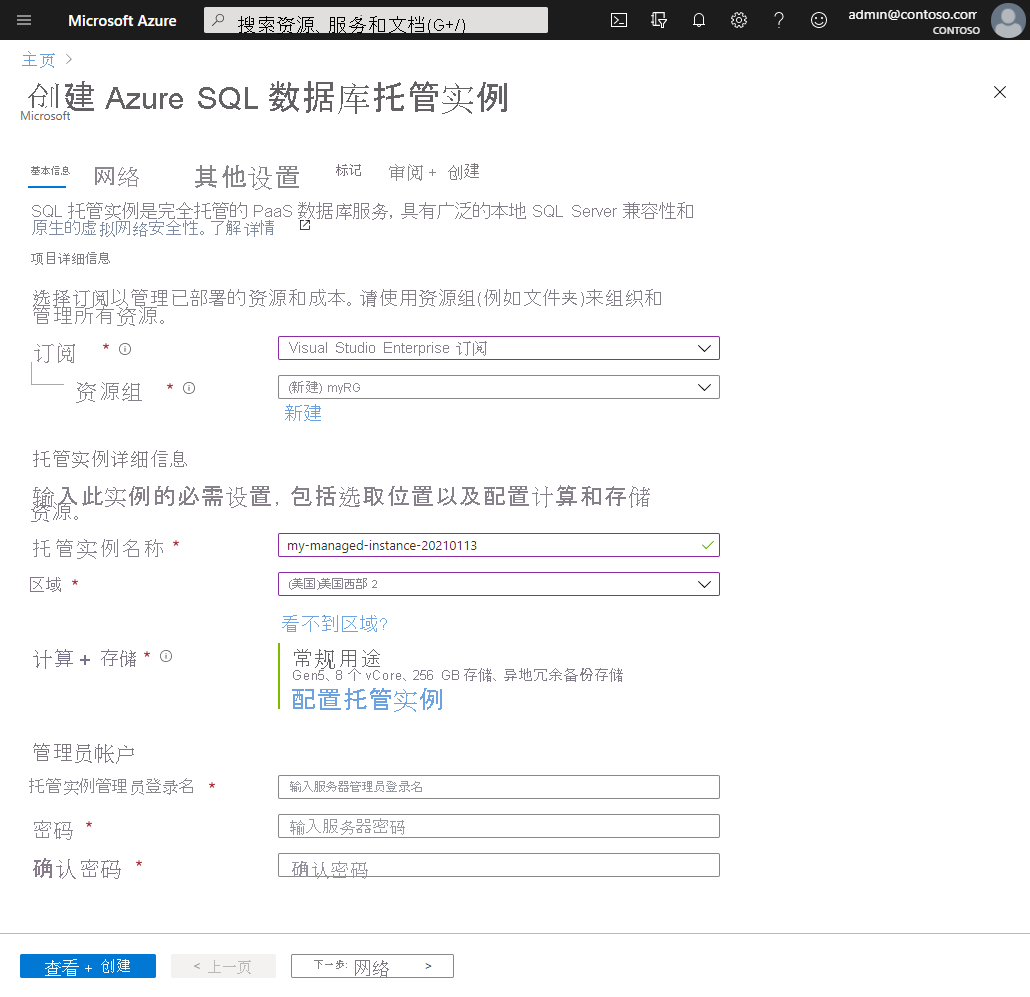 Microsoft Azure
搜索资源、服务和文档(G+/)
admin@contoso.com
CONTOSO
主页 >
创建 Azure SQL 数据库托管实例
Microsoft
基本信息 网络 其他设置 标记 审阅 + 创建
SQL 托管实例是完全托管的 PaaS 数据库服务, 具有广泛的本地 SQL Server 兼容性和
原生的虚拟网络安全性。了解详情
项目详细信息
选择订阅以管理已部署的资源和成本。请使用资源组(例如文件夹)来组织和
管理所有资源。
订阅 * Visual Studio Enterprise 订阅
资源组 * (新建) myRG
新建
托管实例详细信息
输入此实例的必需设置, 包括选取位置以及配置计算和存储
资源。
托管实例名称 * my-managed-instance-20210113
区域 * (美国)美国西部 2
看不到区域?
计算 + 存储 * 常规用途
Gen5、8 个 vCore、256 GB 存储、异地冗余备份存储
配置托管实例
管理员帐户
托管实例管理员登录名 * 输入服务器管理员登录名
密码 * 输入服务器密码
确认密码 * 确认密码
查看 + 创建 < 上一页 下一步: 网络 >